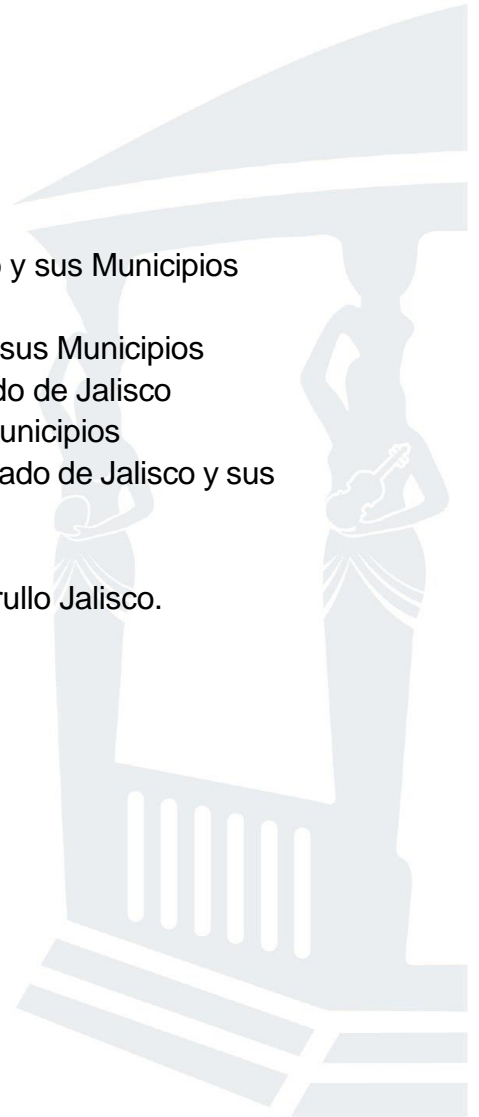 y sus Municipios
sus Municipios
do de Jalisco
unicipios
ado de Jalisco y sus
rullo Jalisco.